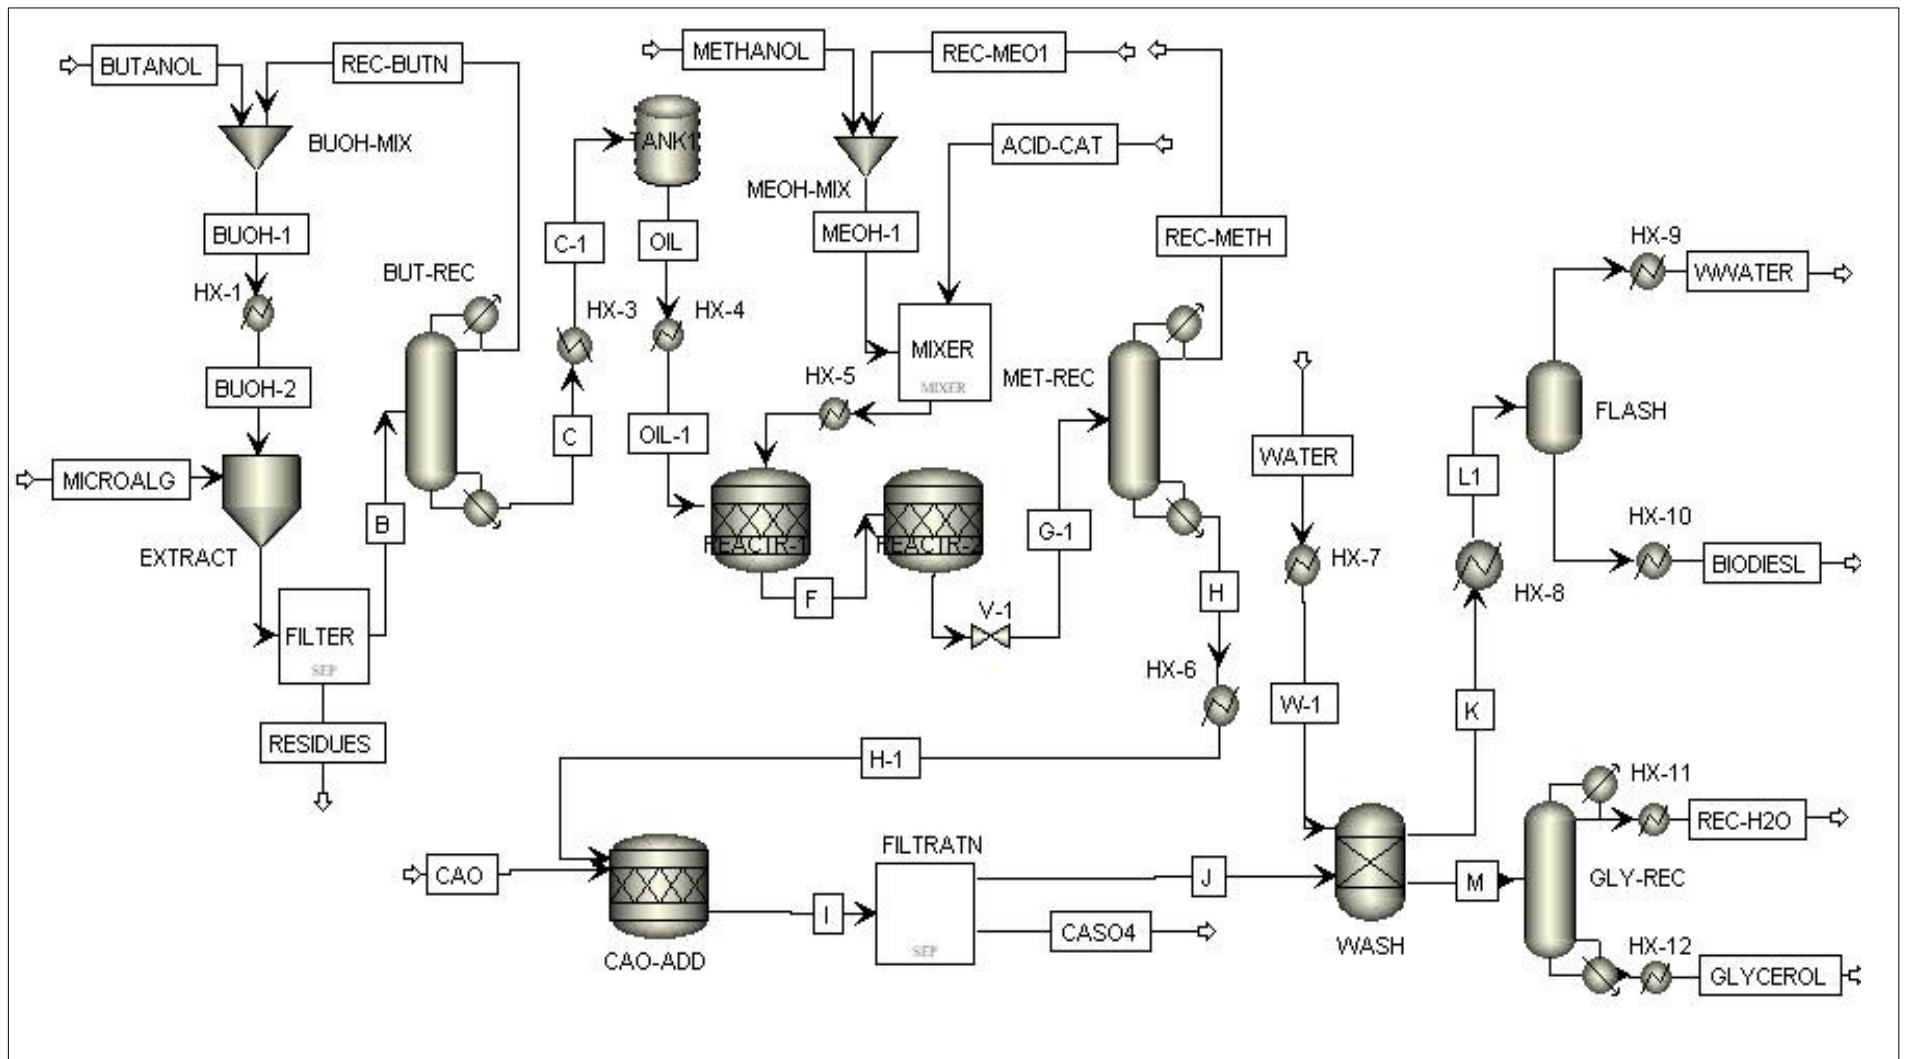 BUTANOL
REC-BUTN
METHANOL
REC-MEO1
BUOH-MIX
TANK1
ACID-CAT
MEOH-MIX
BUOH-1
C-1
OIL
MEOH-1
REC-METH
HX-9
WWATER
BUT-REC
HX-1
HX-3
HX-4
MIXER
MIXER
HX-5
MET-REC
BUOH-2
FLASH
C
OIL-1
WATER
L1
MICROALG
B
EXTRACT
REACTR-1
REACTR-2
G-1
HX-10
BIODIESL
HX-7
HX-8
F
V-1
H
FILTER
SEP
HX-6
W-1
K
RESIDUES
H-1
HX-11
REC-H2O
CAO
FILTRATN
J
M
GLY-REC
I
CAO-ADD
SEP
CASO4
WASH
HX-12
GLYCEROL